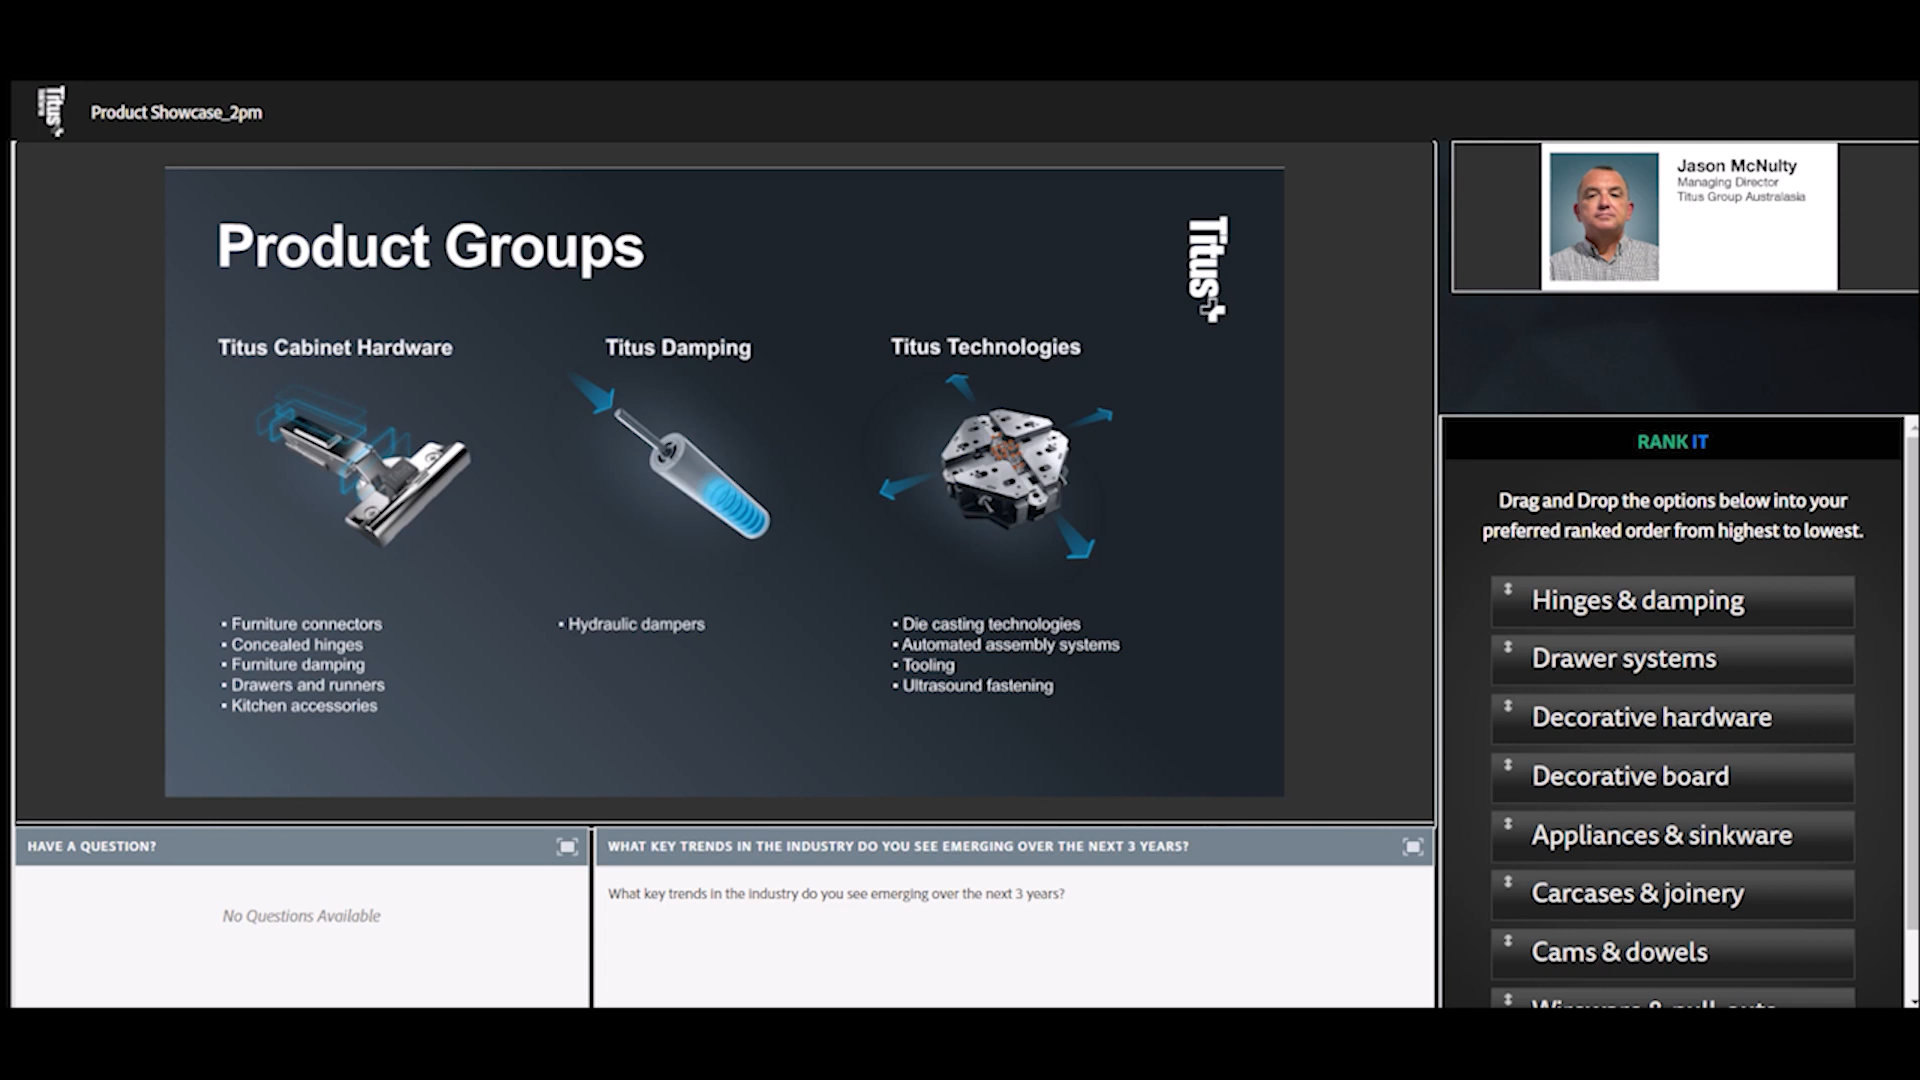 Titus
Product Showcase_2pm
Product Groups
Titus
Titus Cabinet Hardware
▪ Furniture connectors
▪ Concealed hinges
▪ Furniture damping
▪ Drawers and runners
▪ Kitchen accessories
Titus Damping
▪ Hydraulic dampers
Titus Technologies
▪ Die casting technologies
▪ Automated assembly systems
▪ Tooling
▪ Ultrasound fastening
Jason McNulty
Managing Director
Titus Group Australasia
RANK IT
Drag and Drop the options below into your
preferred ranked order from highest to lowest.
Hinges & damping
Drawer systems
Decorative hardware
Decorative board
Appliances & sinkware
Carcases & joinery
Cams & dowels
HAVE A QUESTION?
No Questions Available
WHAT KEY TRENDS IN THE INDUSTRY DO YOU SEE EMERGING OVER THE NEXT 3 YEARS?
What key trends in the industry do you see emerging over the next 3 years?